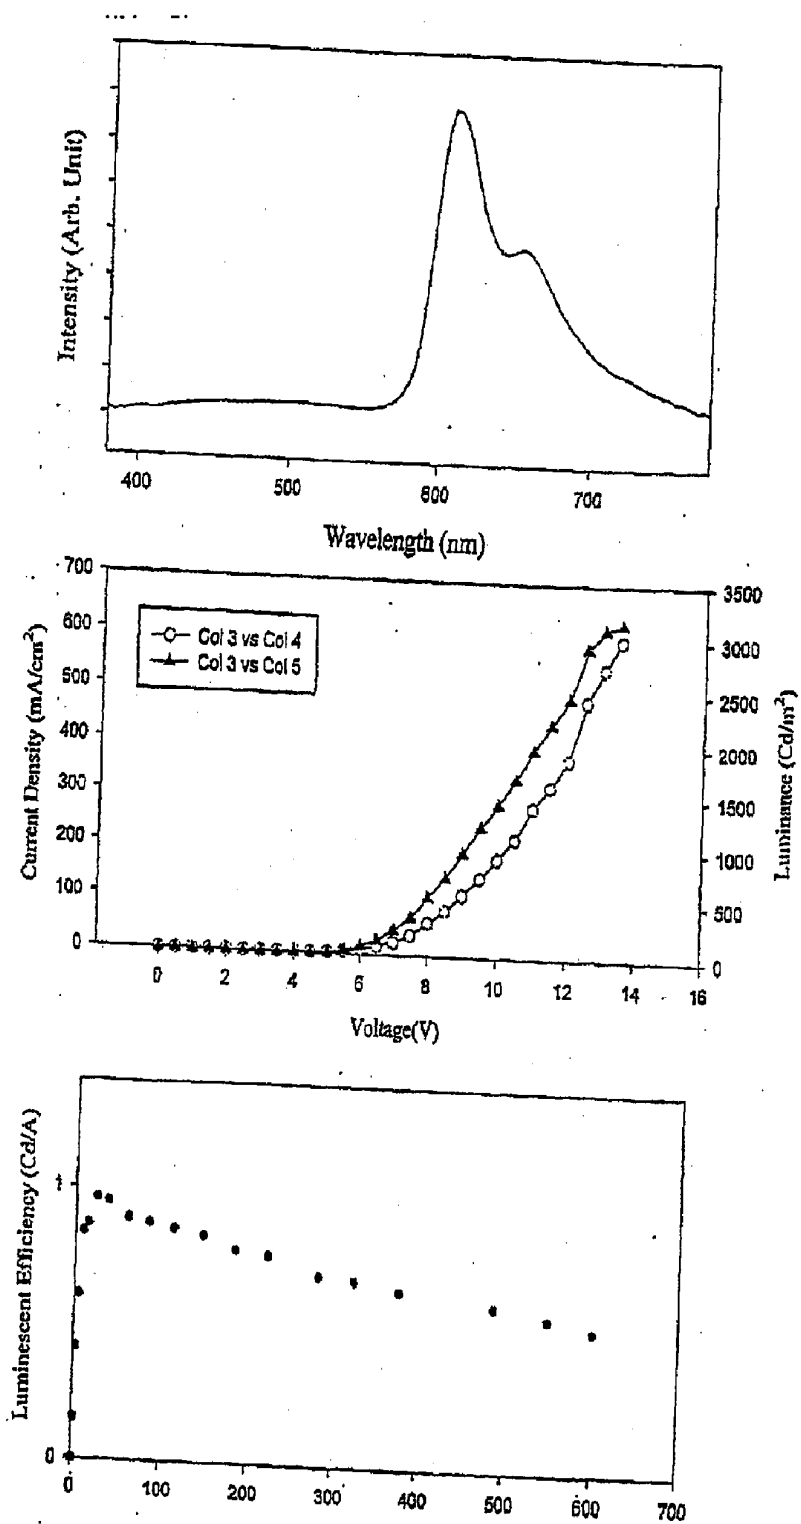 Intensity (Arb. Unit)
400 500 600 700
Wavelength (nm)
700
600
500
400
300
200
100
0
Current Density (mA/cm²)
Col 3 vs Col 4
Col 3 vs Col 5
3500
3000
2500
2000
1500
1000
500
0
Luminance (Cd/m²)
0 2 4 6 8 10 12 14 16
Voltage(V)
Luminescent Efficiency (Cd/A)
1
0
0 100 200 300 400 500 600 700